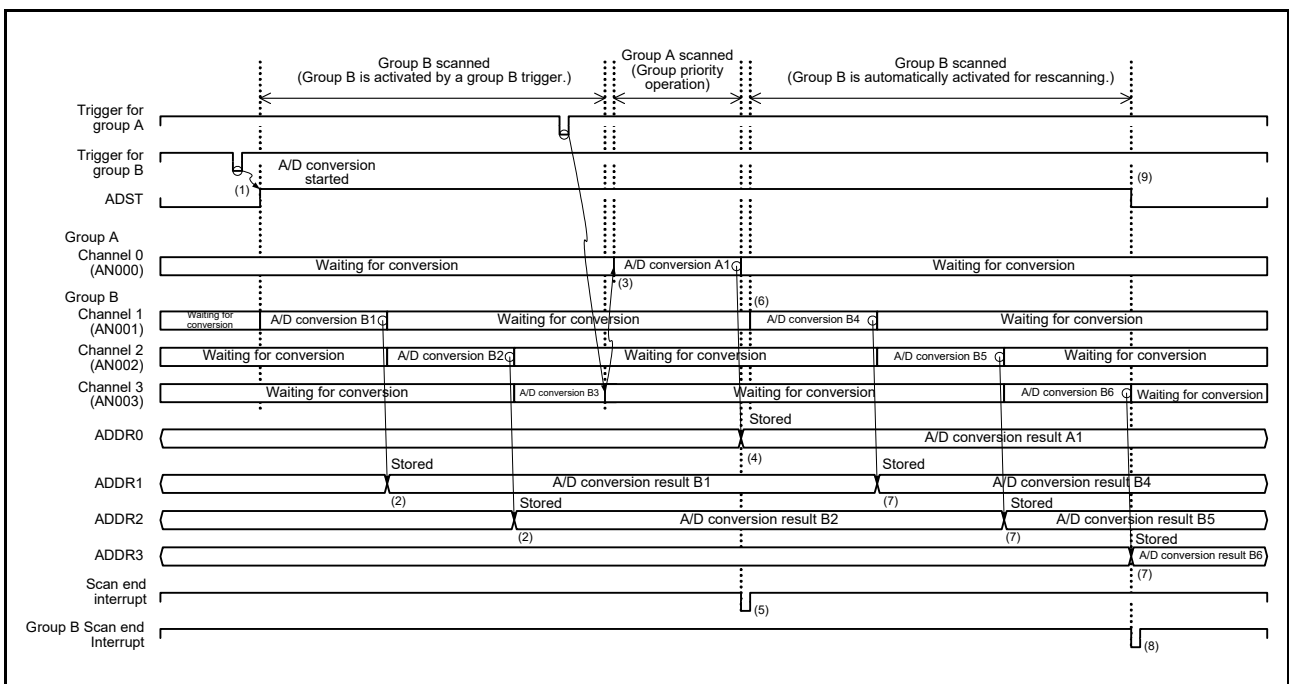 Group B scanned
(Group B is activated by a group B trigger.)
Group A scanned
(Group priority
operation)
Group B scanned
(Group B is automatically activated for rescanning.)
Trigger for
group A
Trigger for
group B
A/D conversion
started
(1)
(9)
ADST
Group A
Channel 0
(AN000)
Waiting for conversion
A/D conversion A1
Waiting for conversion
(3)
Group B
(6)
Channel 1
(AN001)
Waiting for
conversion
A/D conversion B1
Waiting for conversion
A/D conversion B4
Waiting for conversion
Channel 2
(AN002)
Waiting for conversion
A/D conversion B2
Waiting for conversion
A/D conversion B5
Waiting for conversion
Channel 3
(AN003)
Waiting for conversion
A/D conversion B3
Waiting for conversion
A/D conversion B6
Waiting for conversion
Stored
ADDR0
A/D conversion result A1
(4)
Stored
Stored
ADDR1
A/D conversion result B1
A/D conversion result B4
(2)
(7)
Stored
Stored
ADDR2
A/D conversion result B2
A/D conversion result B5
(2)
(7)
Stored
ADDR3
A/D conversion result B6
(7)
Scan end
interrupt
(5)
Group B Scan end
Interrupt
(8)